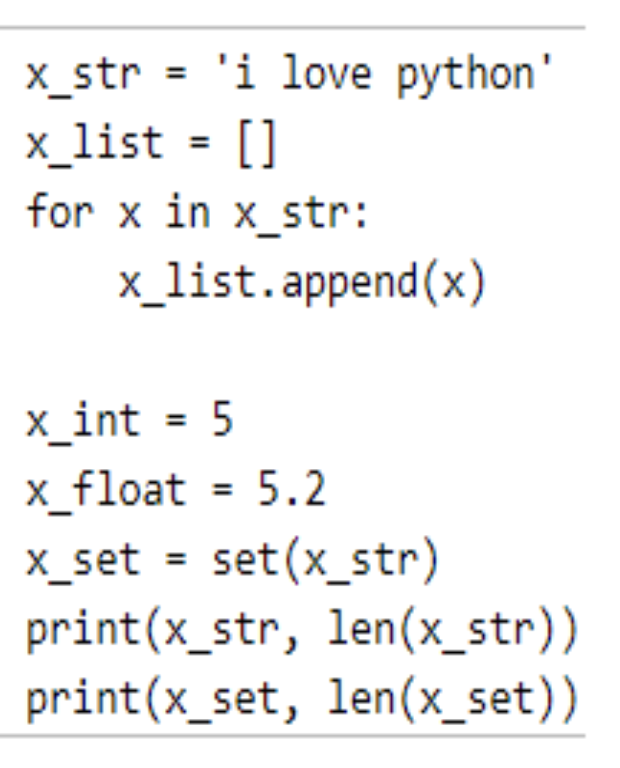 x_str = 'i love python'
x_list = []
for x in x_str:
    x_list.append(x)

x_int = 5
x_float = 5.2
x_set = set(x_str)
print(x_str, len(x_str))
print(x_set, len(x_set))